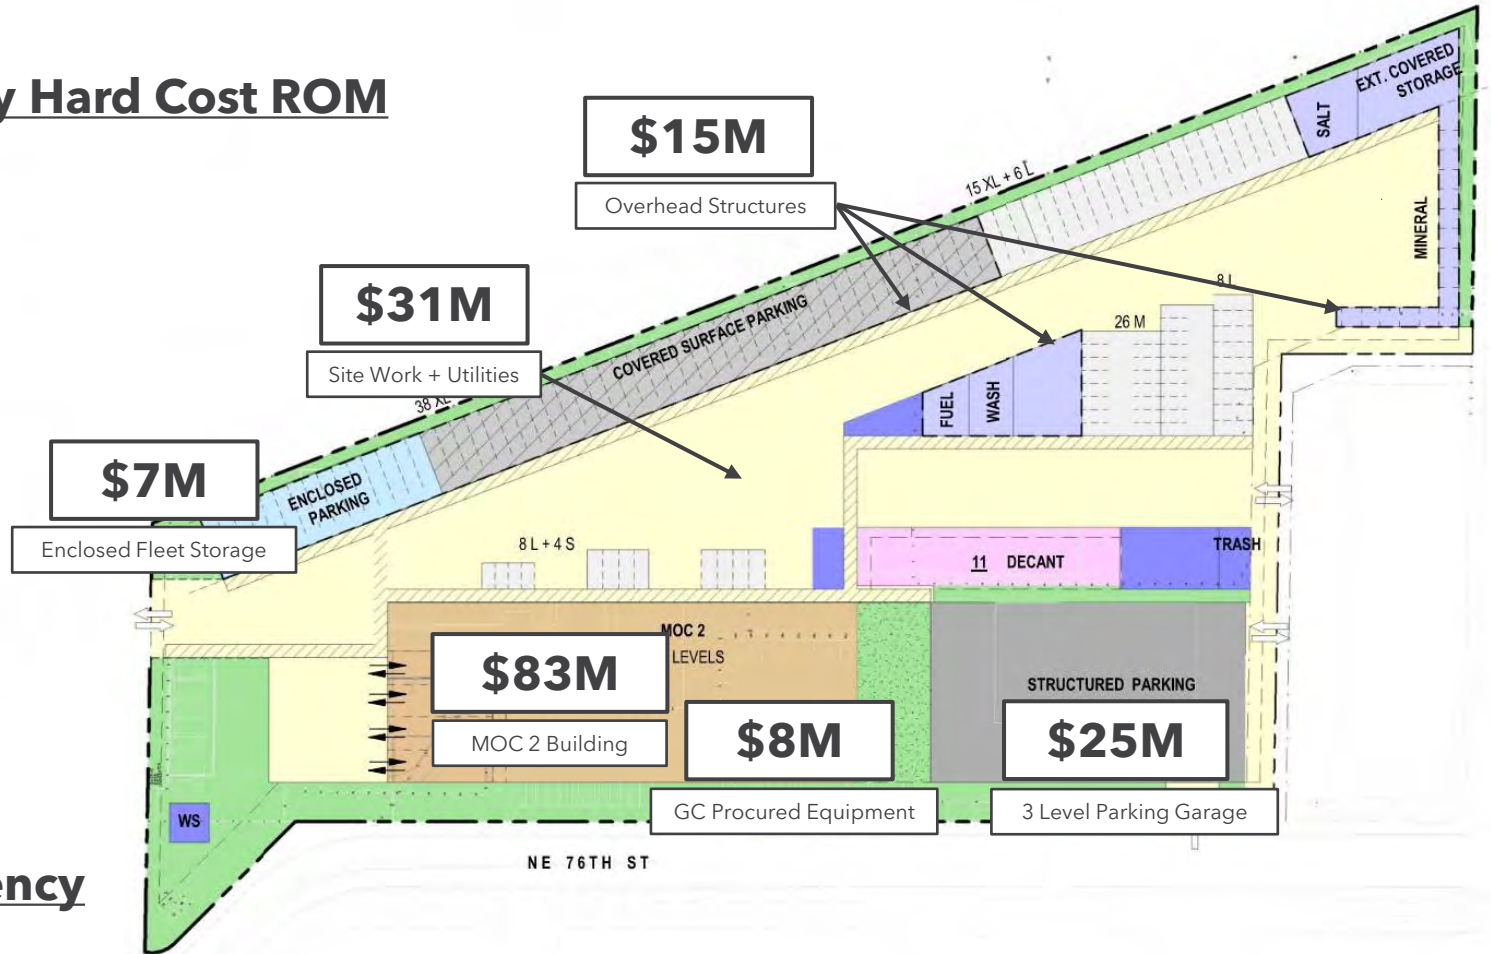 y Hard Cost ROM
$15M
Overhead Structures
$31M
Site Work + Utilities
$7M
Enclosed Fleet Storage
EXT. COVERED
STORAGE
SALT
MINERAL
15 XL + 6 L
COVERED SURFACE PARKING
38 XL
ENCLOSED
PARKING
8 L
26 M
FUEL
WASH
8 L + 4 S
11 DECANT
TRASH
MOC 2
LEVELS
$83M
MOC 2 Building
$8M
GC Procured Equipment
STRUCTURED PARKING
$25M
3 Level Parking Garage
WS
NE 76TH ST
ency